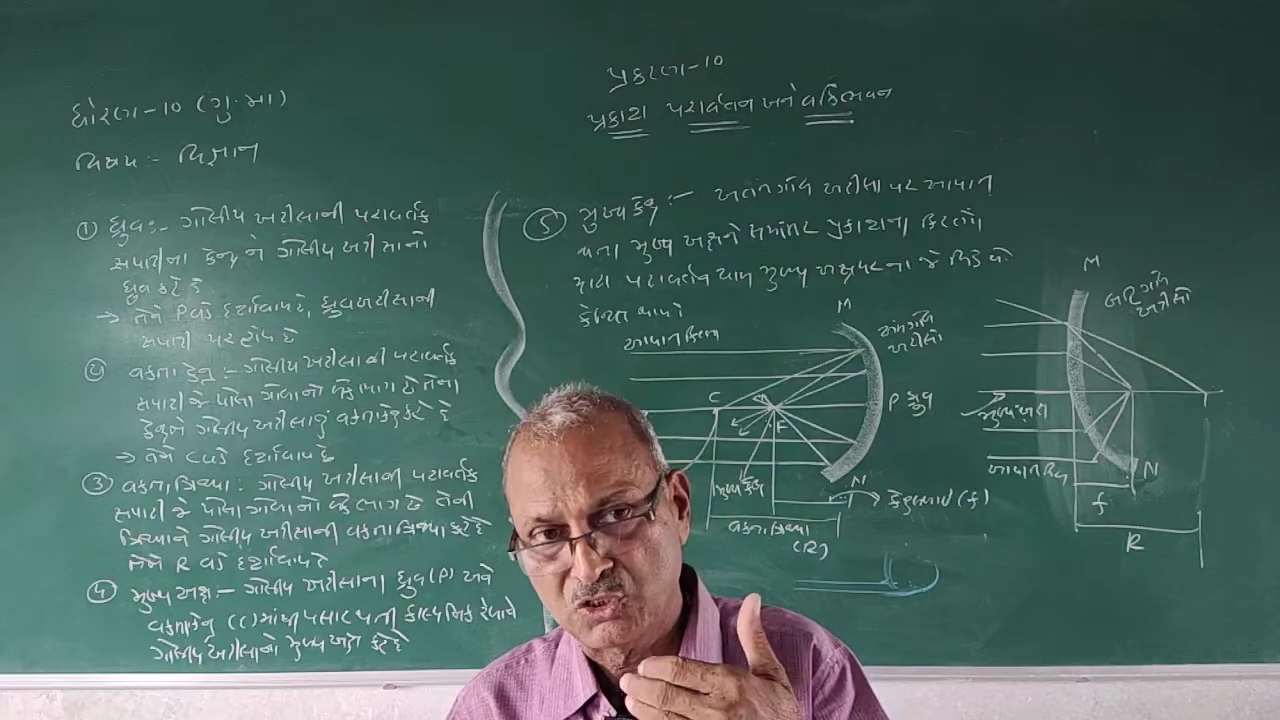 ધોરણ-૧૦ (ગુ.મા)
વિષય:- વિજ્ઞાન
પ્રકરણ-૧૦
પ્રકાશ પરાવર્તન અને વક્રીભવન
① ધ્રુવ:- ગોલીય અરીસાની પરાવર્તક
સપાટીના કેન્દ્રને ગોલીય અરીસાનો
ધ્રુવ કહે છે
→ તેને P વડે દર્શાવાય છે, ધ્રુવ અરીસાની
સપાટી પર હોય છે
② વક્રતા કેન્દ્ર :- ગોલીય અરીસાની પરાવર્તક
સપાટી જે પોલા ગોળાનો એક ભાગ છે તેના
કેન્દ્રને ગોલીય અરીસાનું વક્રતાકેન્દ્ર કહે છે
→ તેને C વડે દર્શાવાય છે
③ વક્રતા ત્રિજ્યા : ગોલીય અરીસાની પરાવર્તક
સપાટી જે પોલા ગોળાનો એક ભાગ છે તેની
ત્રિજ્યાને ગોલીય અરીસાની વક્રતા ત્રિજ્યા કહે છે
તેને R વડે દર્શાવાય છે
④ મુખ્ય અક્ષ :- ગોલીય અરીસાના ધ્રુવ (P) અને
વક્રતાકેન્દ્ર (C) માંથી પસાર થતી કાલ્પનિક રેખાને
ગોલીય અરીસાનો મુખ્ય અક્ષ કહે છે
⑤ મુખ્ય કેન્દ્ર :- અંતર્ગોળ અરીસા પર આપાત
થતા મુખ્ય અક્ષને સમાંતર પ્રકાશના કિરણો
પરાવર્તન પામી મુખ્ય અક્ષ પરના જે બિંદુએ
કેન્દ્રિત થાય તે
આપાત કિરણ
M
અંતર્ગોળ
અરીસો
C
F
P ધ્રુવ
મુખ્ય કેન્દ્ર
N
કેન્દ્રલંબાઈ (f)
વક્રતા ત્રિજ્યા
(R)
M
બહિર્ગોળ
અરીસો
મુખ્ય અક્ષ
આપાત કિરણ
N
f
R